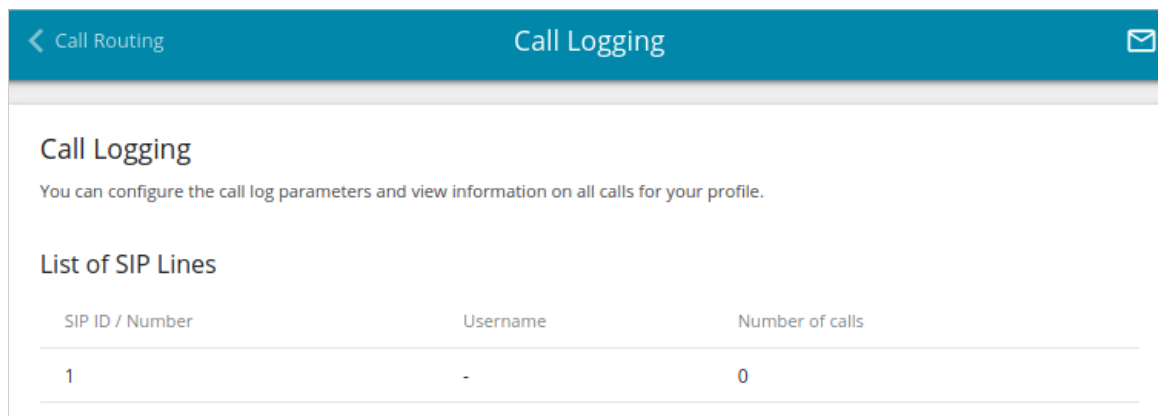 Call Routing
Call Logging
Call Logging
You can configure the call log parameters and view information on all calls for your profile.
List of SIP Lines
SIP ID / Number Username Number of calls
1 - 0